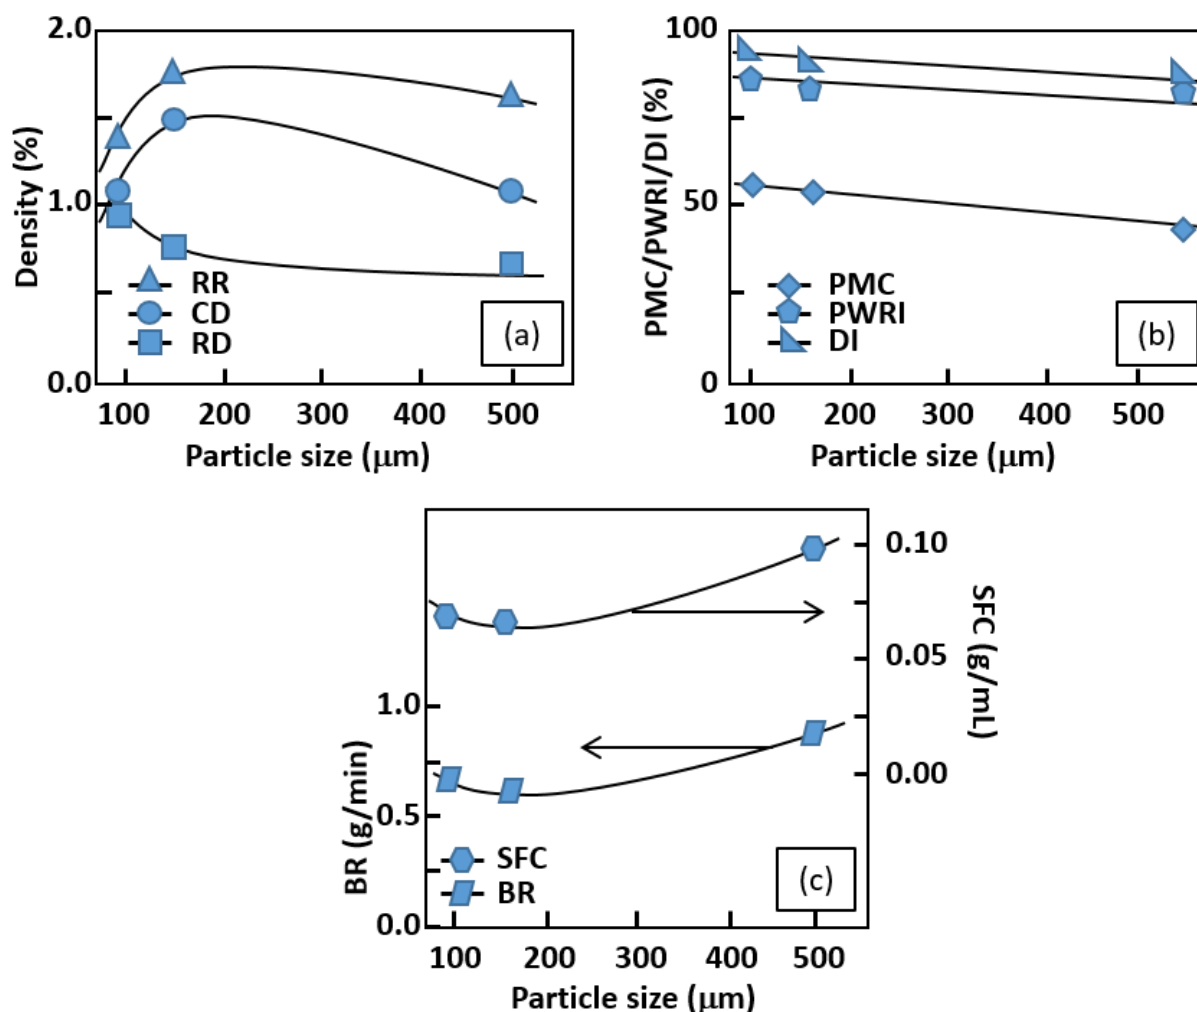 2.0
1.0
0.0
Density (%)
RR
CD
RD
(a)
100 200 300 400 500
Particle size (μm)
100
50
0
PMC/PWRI/DI (%)
PMC
PWRI
DI
(b)
100 200 300 400 500
Particle size (μm)
1.0
0.5
0.0
BR (g/min)
0.10
0.05
0.00
SFC (g/mL)
SFC
BR
(c)
100 200 300 400 500
Particle size (μm)